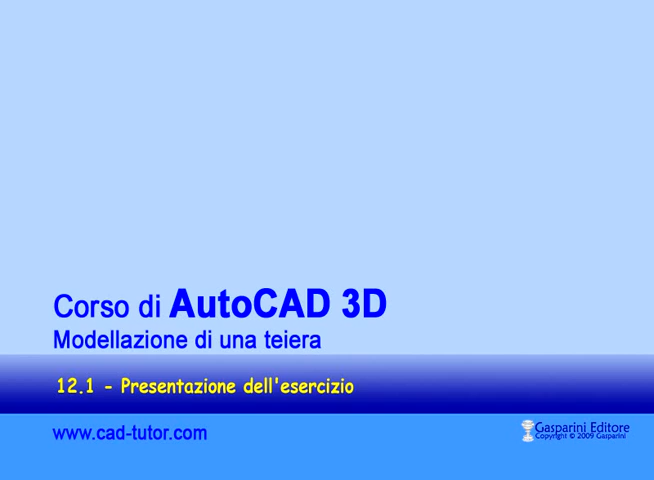 Corso di AutoCAD 3D
Modellazione di una teiera
12.1 - Presentazione dell'esercizio
www.cad-tutor.com
Gasparini Editore
Copyright © 2009 Gasparini